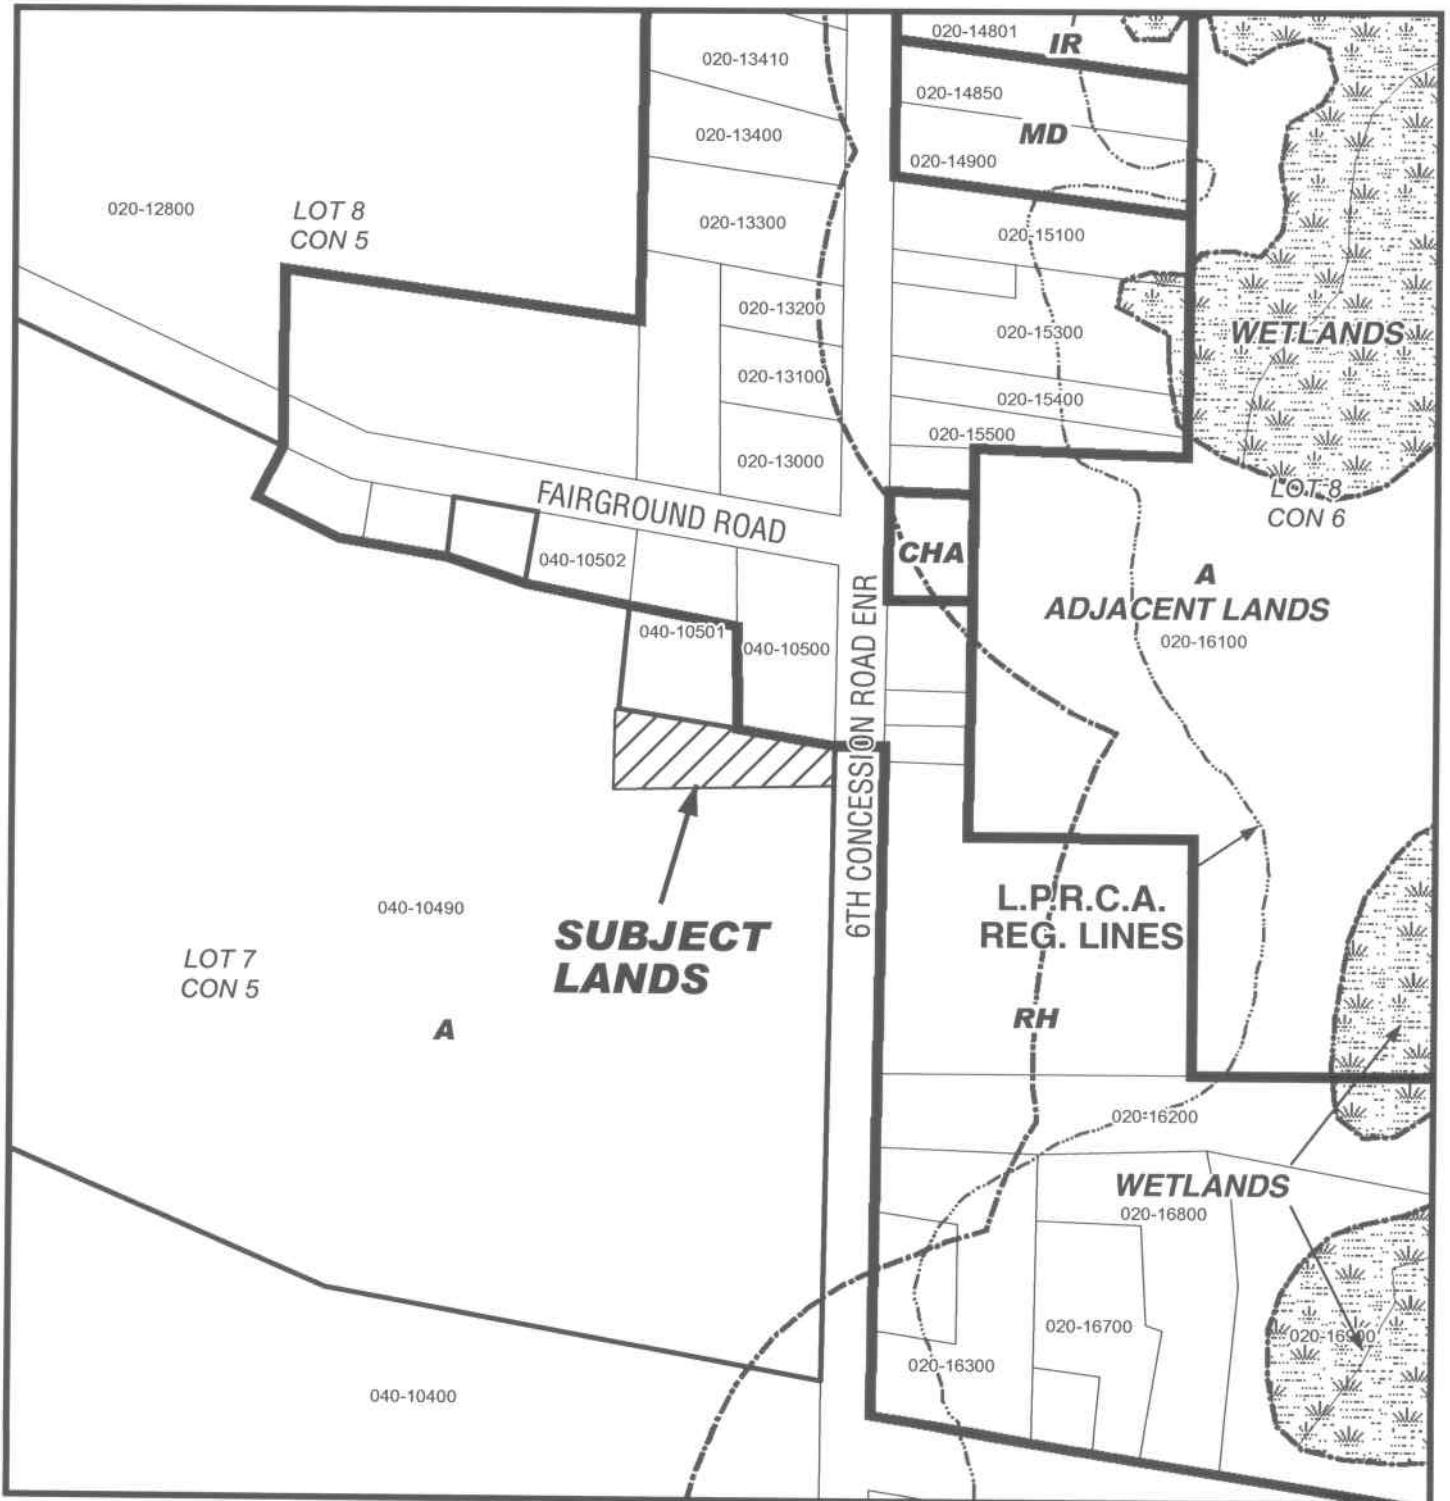 020-14801
IR
020-13410
020-14850
MD
020-13400
020-14900
020-12800
LOT 8
CON 5
020-13300
020-15100
020-13200
020-15300
WETLANDS
020-13100
020-15400
020-15500
020-13000
FAIRGROUND ROAD
LOT 8
CON 6
CHA
040-10502
A
ADJACENT LANDS
020-16100
040-10501
040-10500
6TH CONCESSION ROAD ENR
L.P.R.C.A.
REG. LINES
040-10490
SUBJECT
LANDS
LOT 7
CON 5
A
RH
020-16200
WETLANDS
020-16800
020-16700
020-16900
020-16300
040-10400